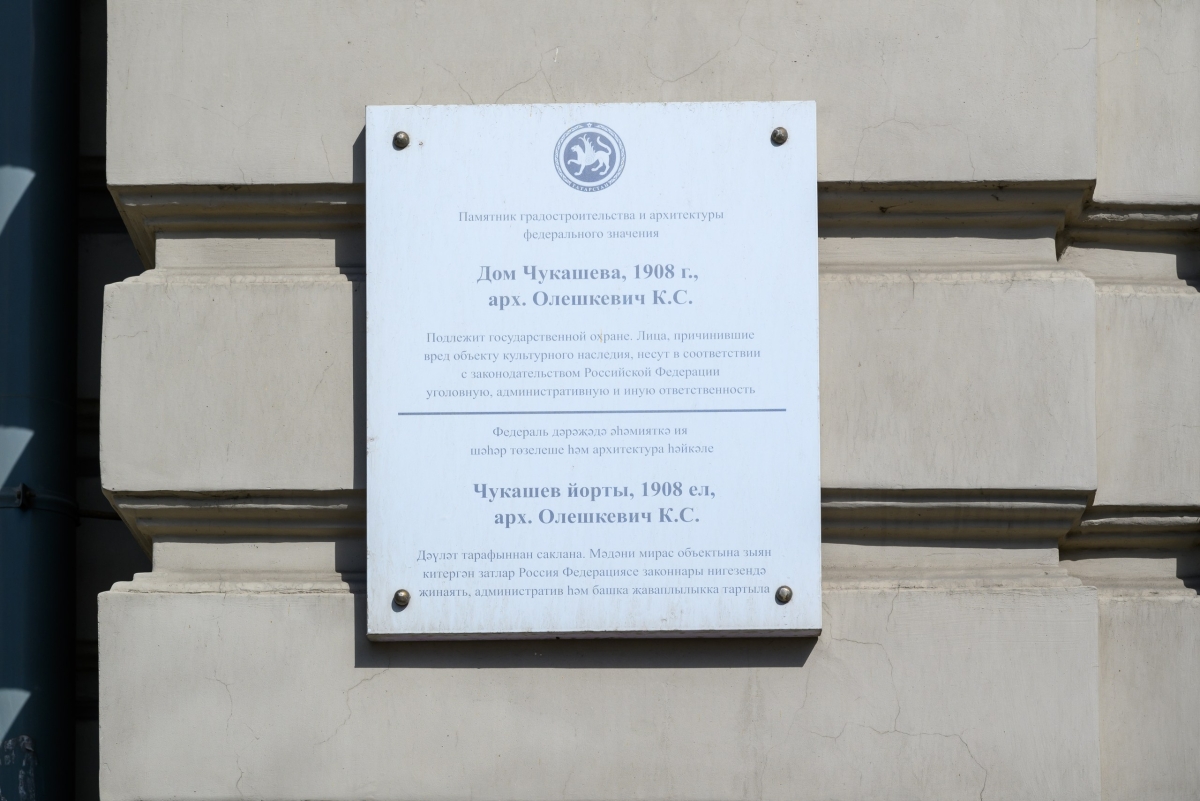 ТАТАРСТАН
Памятник градостроительства и архитектуры
федерального значения
Дом Чукашева, 1908 г.,
арх. Олешкевич К.С.
Подлежит государственной охране. Лица, причинившие
вред объекту культурного наследия, несут в соответствии
с законодательством Российской Федерации
уголовную, административную и иную ответственность
Федераль дәрәҗәдә әһәмияткә ия
шәһәр төзелеше һәм архитектура һәйкәле
Чукашев йорты, 1908 ел,
арх. Олешкевич К.С.
Дәүләт тарафыннан саклана. Мәдәни мирас объектына зыян
китергән затлар Россия Федерациясе законнары нигезендә
җинаять, административ һәм башка җаваплылыкка тартыла